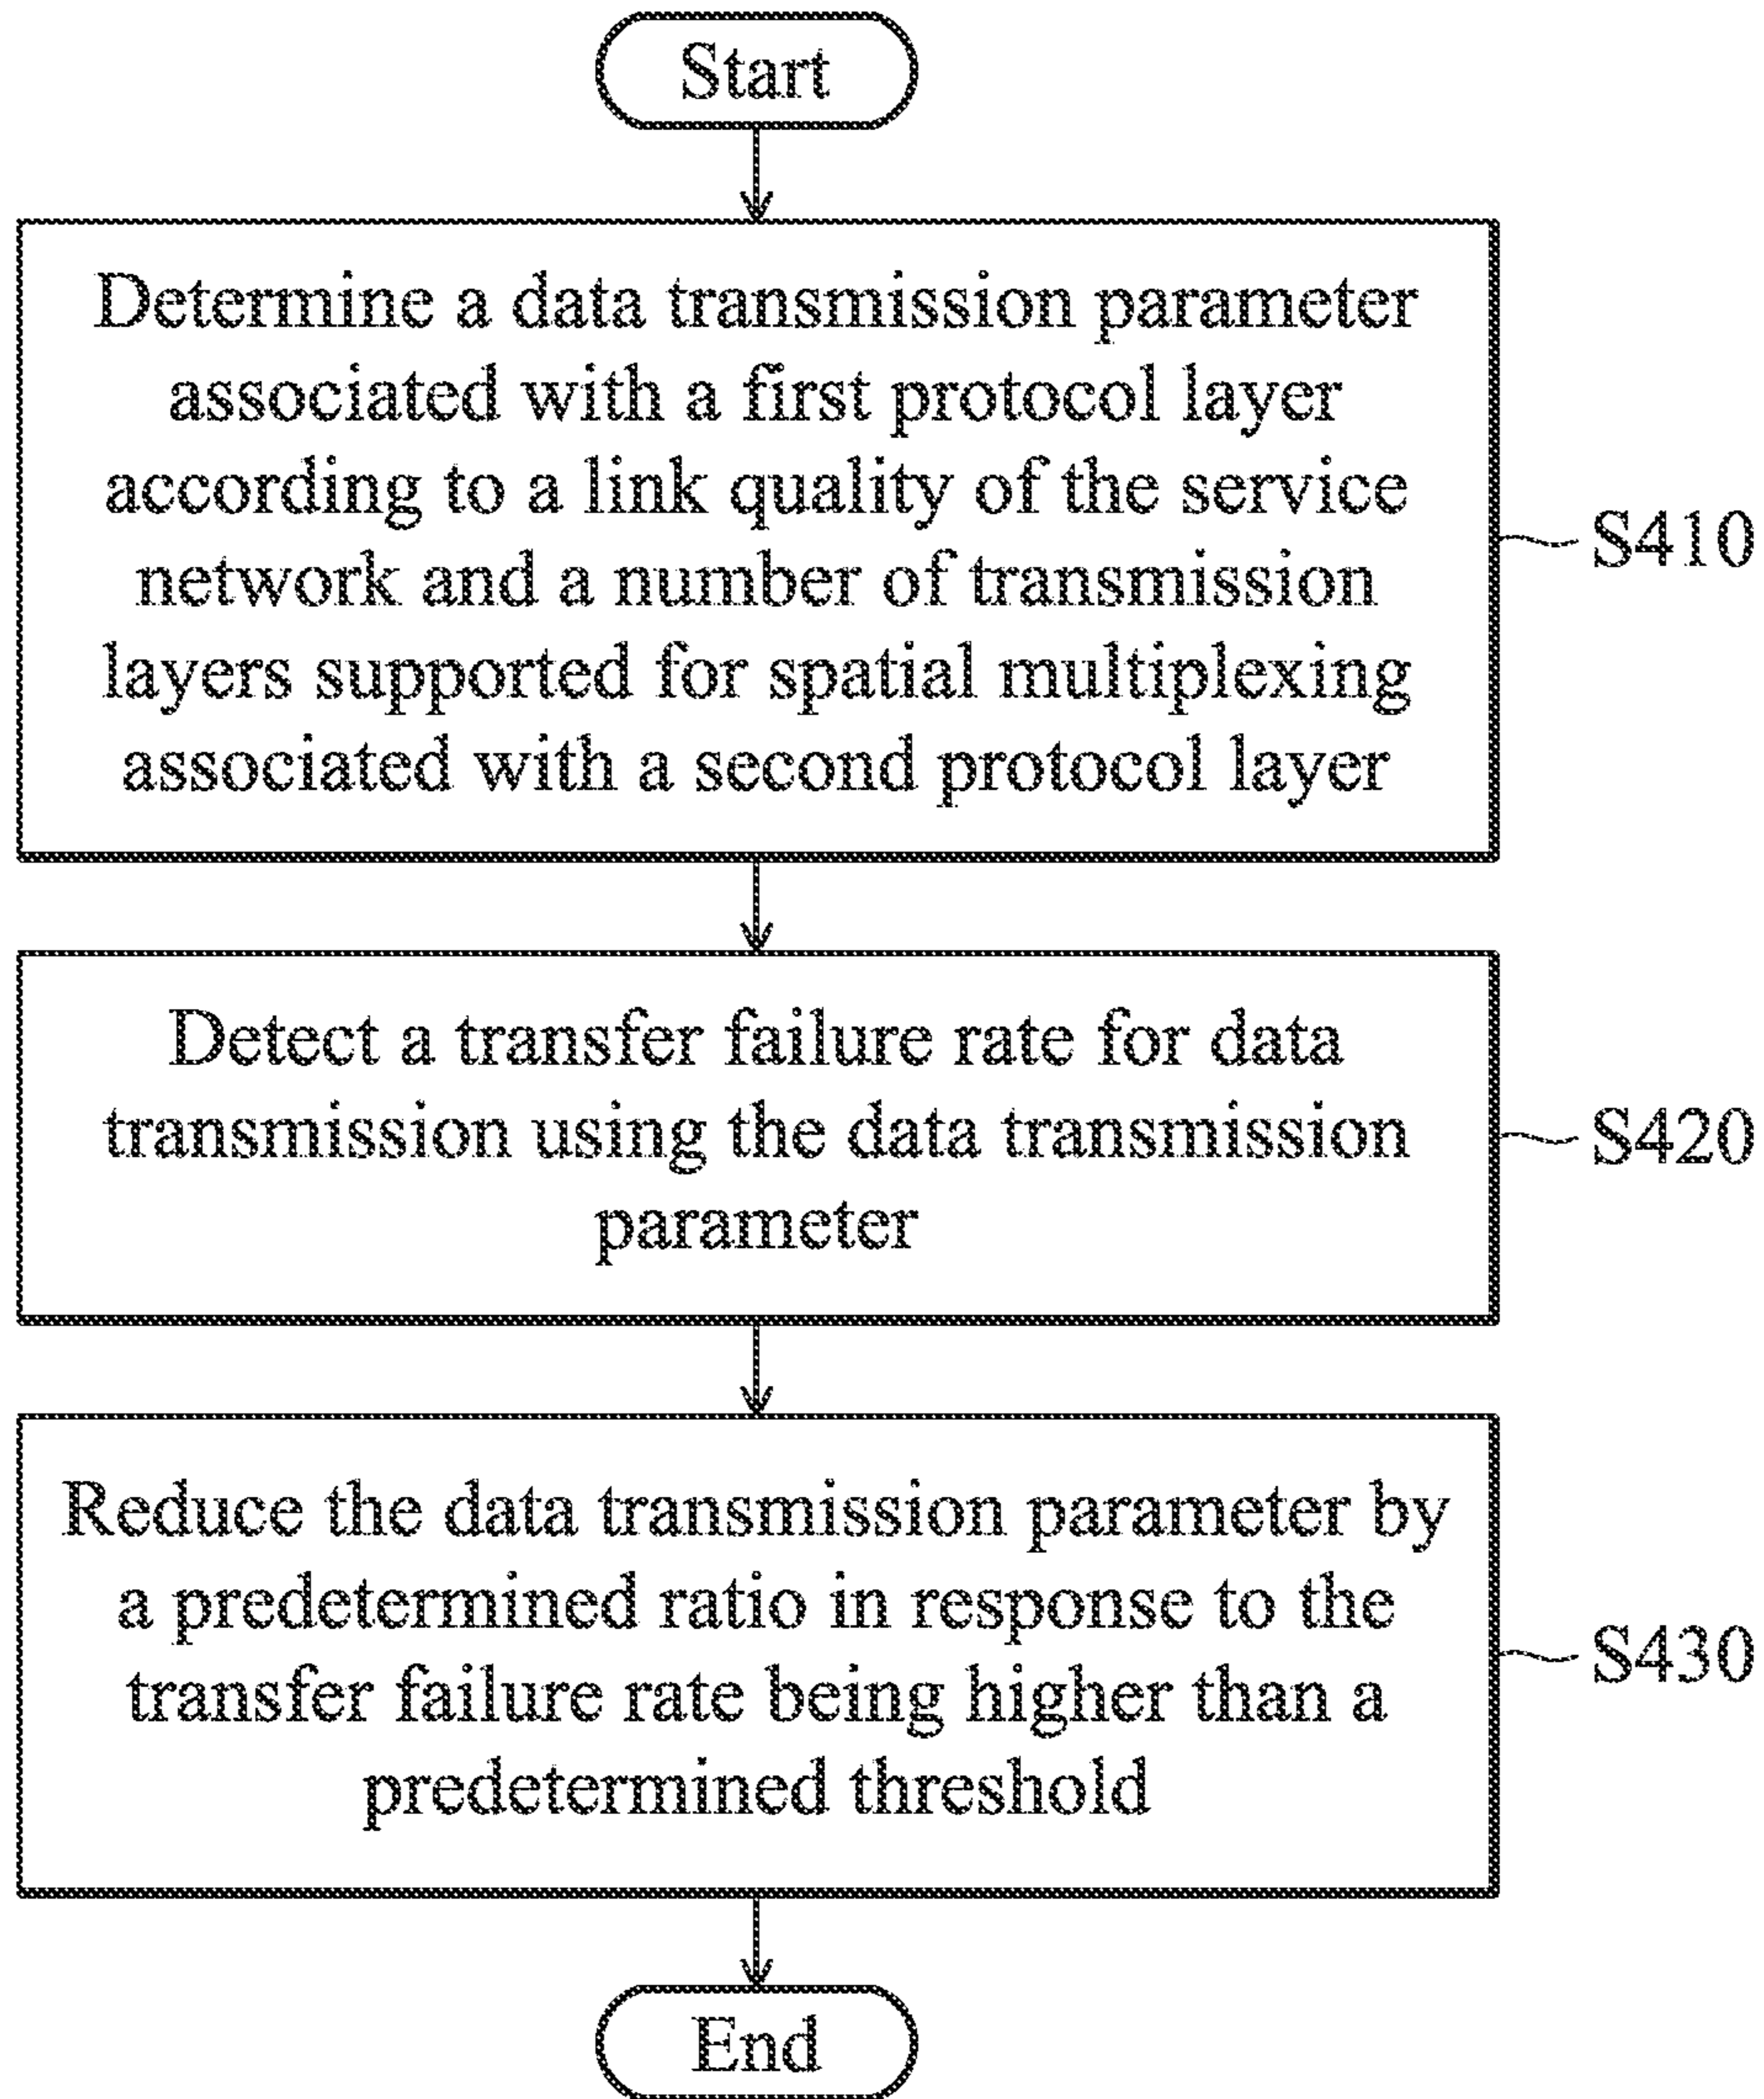 Start
Determine a data transmission parameter
associated with a first protocol layer
according to a link quality of the service
network and a number of transmission
layers supported for spatial multiplexing
associated with a second protocol layer
S410
Detect a transfer failure rate for data
transmission using the data transmission
parameter
S420
Reduce the data transmission parameter by
a predetermined ratio in response to the
transfer failure rate being higher than a
predetermined threshold
S430
End